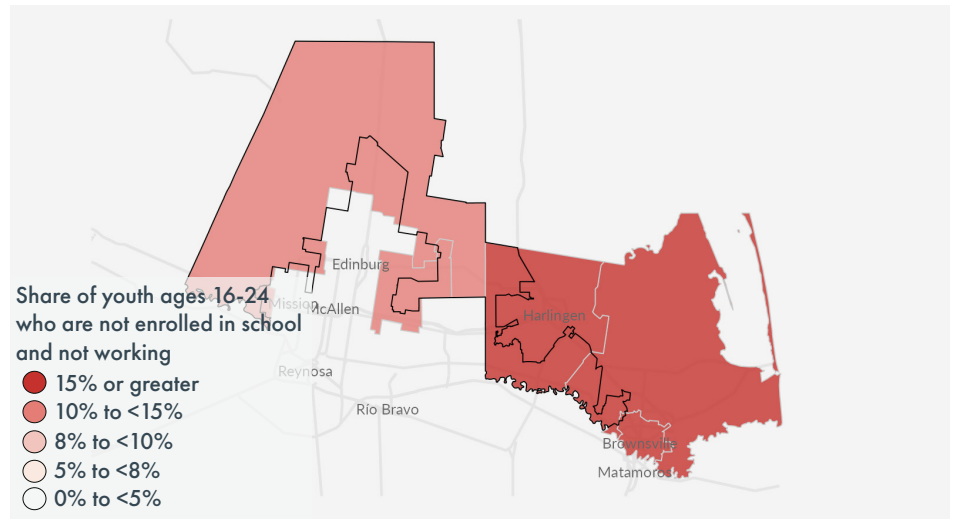 Edinburg
Share of youth ages 16-24
who are not enrolled in school
and not working
Mission
McAllen
Harlingen
Reynosa
15% or greater
10% to <15%
Río Bravo
8% to <10%
Brownsville
5% to <8%
Matamoros
0% to <5%